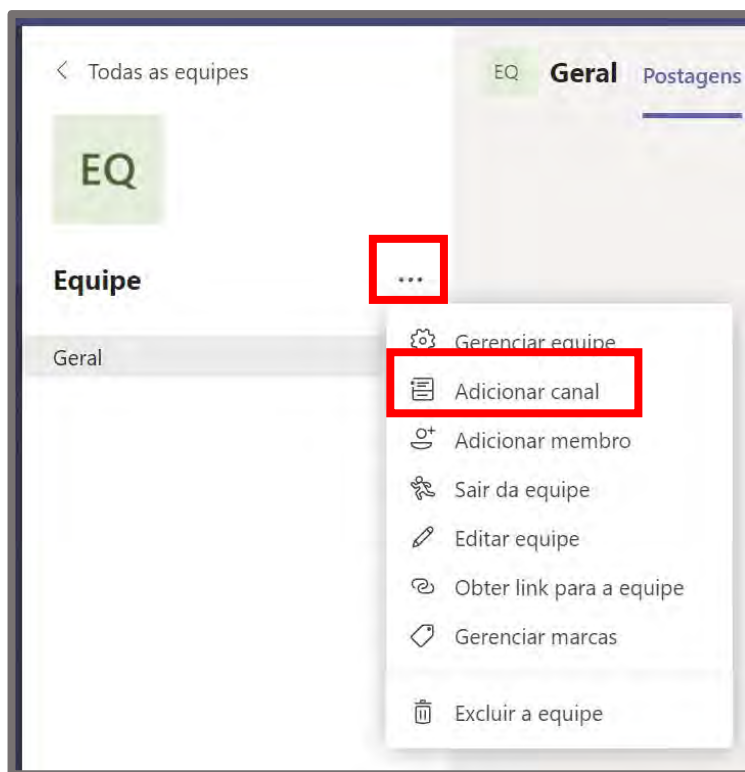 Todas as equipes
EQ Geral Postagens
EQ
Equipe ...
Geral
Gerenciar equipe
Adicionar canal
Adicionar membro
Sair da equipe
Editar equipe
Obter link para a equipe
Gerenciar marcas
Excluir a equipe